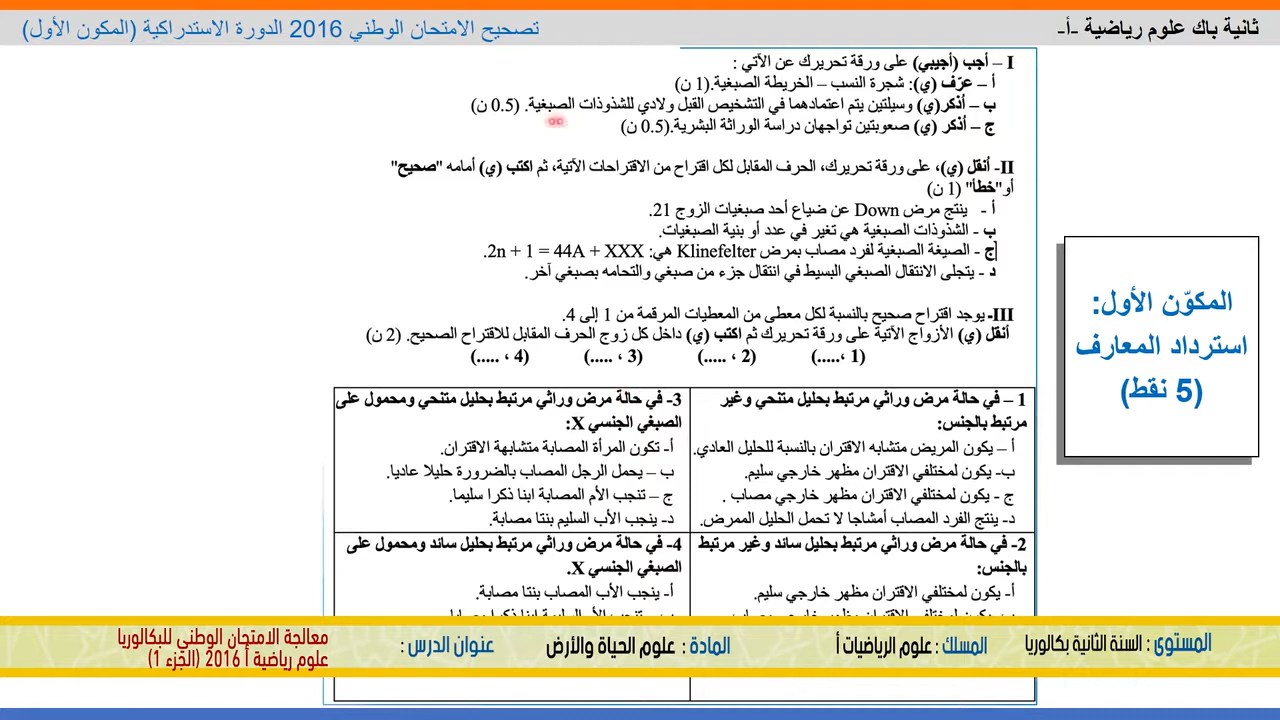 ثانية باك علوم رياضية -أ-
تصحيح الامتحان الوطني 2016 الدورة الاستدراكية (المكون الأول)
I – أجب (أجيبي) على ورقة تحريرك عن الآتي :
أ – عرّف (ي): شجرة النسب – الخريطة الصبغية.(1 ن)
ب – أذكر(ي) وسيلتين يتم اعتمادهما في التشخيص القبل ولادي للشذوذات الصبغية. (0.5 ن)
ج – أذكر (ي) صعوبتين تواجهان دراسة الوراثة البشرية.(0.5 ن)
II- أنقل (ي)، على ورقة تحريرك، الحرف المقابل لكل اقتراح من الاقتراحات الآتية، ثم اكتب (ي) أمامه "صحيح"
أو"خطأ" (1 ن)
أ - ينتج مرض Down عن ضياع أحد صبغيات الزوج 21.
ب - الشذوذات الصبغية هي تغير في عدد أو بنية الصبغيات.
ج - الصيغة الصبغية لفرد مصاب بمرض Klinefelter هي: 2n + 1 = 44A + XXX.
د - يتجلى الانتقال الصبغي البسيط في انتقال جزء من صبغي والتحامه بصبغي آخر.
III- يوجد اقتراح صحيح بالنسبة لكل معطى من المعطيات المرقمة من 1 إلى 4.
أنقل (ي) الأزواج الآتية على ورقة تحريرك ثم اكتب (ي) داخل كل زوج الحرف المقابل للاقتراح الصحيح. (2 ن)
(1 ،.....) (2 ، .....) (3 ، .....) (4 ، .....)
1 – في حالة مرض وراثي مرتبط بحليل متنحي وغير
مرتبط بالجنس:
أ – يكون المريض متشابه الاقتران بالنسبة للحليل العادي.
ب- يكون لمختلفي الاقتران مظهر خارجي سليم.
ج - يكون لمختلفي الاقتران مظهر خارجي مصاب .
د- ينتج الفرد المصاب أمشاجا لا تحمل الحليل الممرض.
3- في حالة مرض وراثي مرتبط بحليل متنحي ومحمول على
الصبغي الجنسي X:
أ- تكون المرأة المصابة متشابهة الاقتران.
ب – يحمل الرجل المصاب بالضرورة حليلا عاديا.
ج – تنجب الأم المصابة ابنا ذكرا سليما.
د- ينجب الأب السليم بنتا مصابة.
2- في حالة مرض وراثي مرتبط بحليل سائد وغير مرتبط
بالجنس:
أ- يكون لمختلفي الاقتران مظهر خارجي سليم.
4- في حالة مرض وراثي مرتبط بحليل سائد ومحمول على
الصبغي الجنسي X.
أ- ينجب الأب المصاب بنتا مصابة.
المكوّن الأول:
استرداد المعارف
(5 نقط)
المستوى : السنة الثانية بكالوريا
المسلك : علوم الرياضيات أ
المادة : علوم الحياة والأرض
عنوان الدرس :
معالجة الامتحان الوطني للبكالوريا
علوم رياضية أ 2016 (الجزء 1)